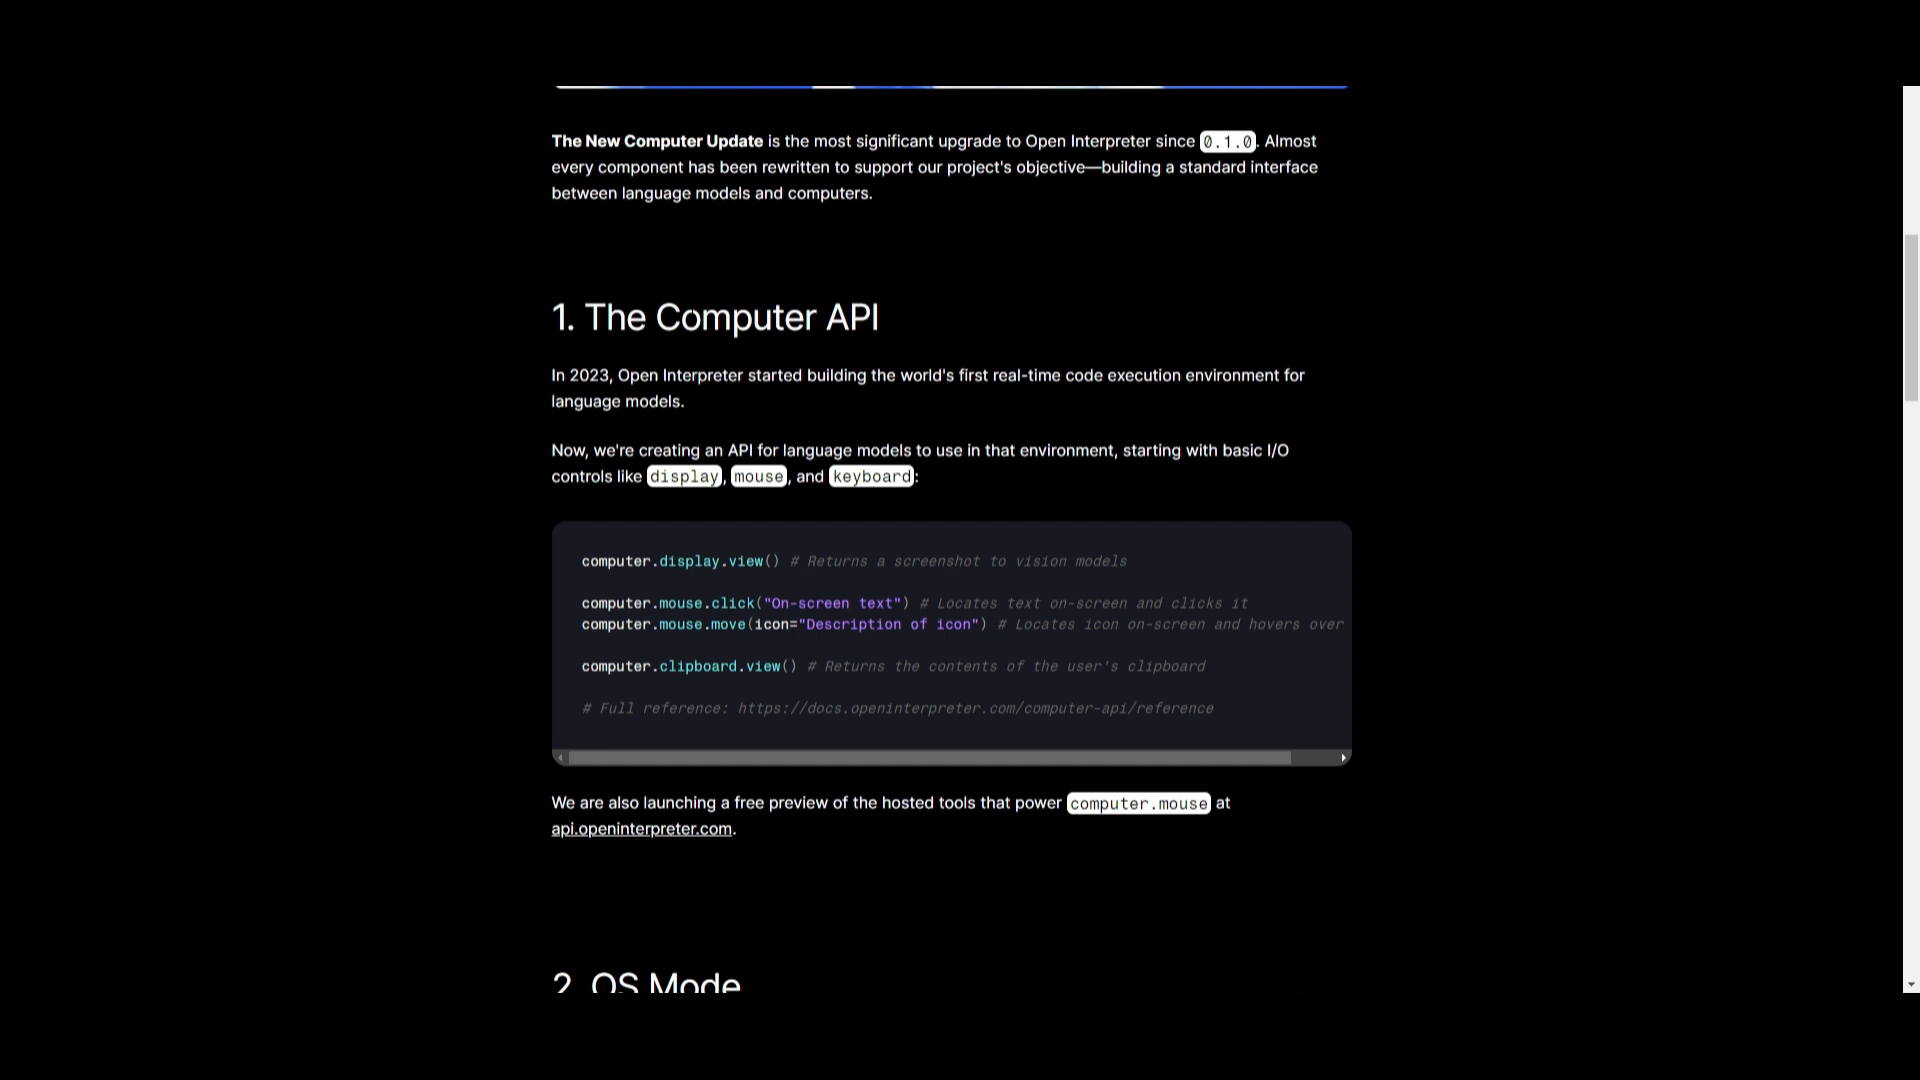 The New Computer Update is the most significant upgrade to Open Interpreter since 0.1.0. Almost
every component has been rewritten to support our project's objective—building a standard interface
between language models and computers.
1. The Computer API
In 2023, Open Interpreter started building the world's first real-time code execution environment for
language models.
Now, we're creating an API for language models to use in that environment, starting with basic I/O
controls like display, mouse, and keyboard:
computer.display.view() # Returns a screenshot to vision models
computer.mouse.click("On-screen text") # Locates text on-screen and clicks it
computer.mouse.move(icon="Description of icon") # Locates icon on-screen and hovers over
computer.clipboard.view() # Returns the contents of the user's clipboard
# Full reference: https://docs.openinterpreter.com/computer-api/reference
We are also launching a free preview of the hosted tools that power computer.mouse at
api.openinterpreter.com.
2. OS Mode